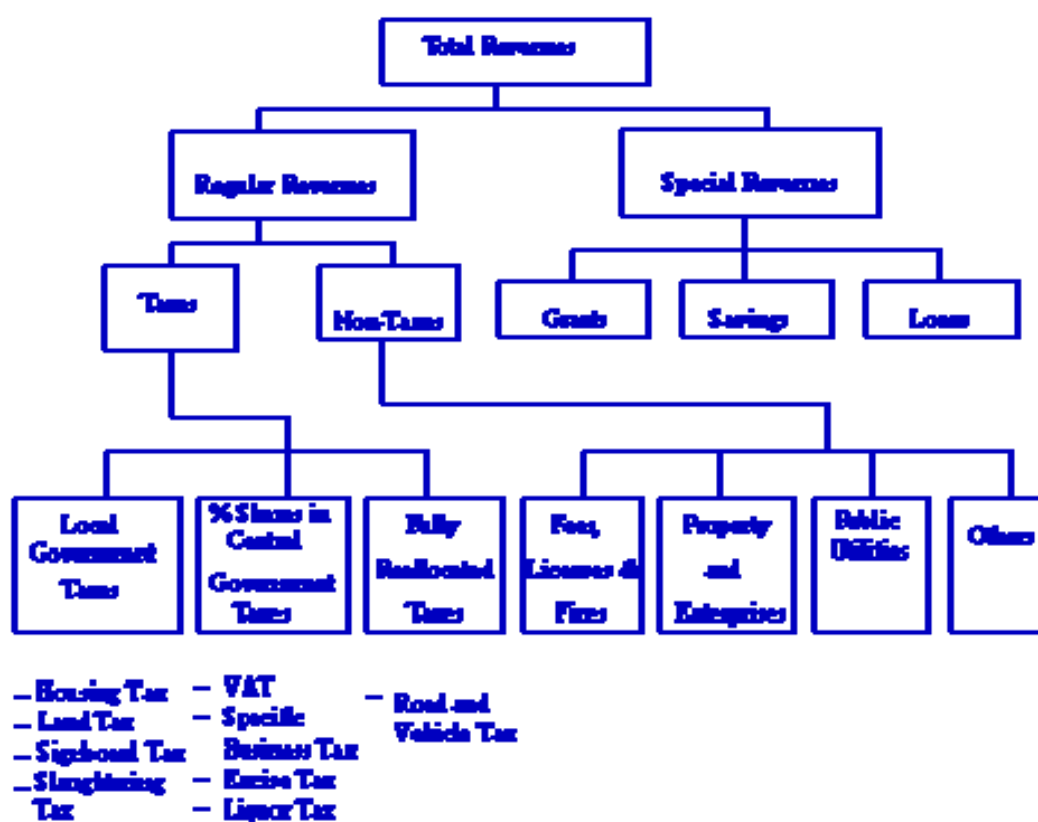 Total Revenues
Regular Revenues
Special Revenues
Taxes
Non-Taxes
Grants
Savings
Loans
Local
Government
Taxes
% Shares in
Central
Government
Taxes
Fully
Reallocated
Taxes
Fees,
Licenses &
Fines
Property
and
Enterprises
Public
Utilities
Others
– Housing Tax
– Land Tax
– Signboard Tax
– Slaughtering
Tax
– VAT
– Specific
Business Tax
– Excise Tax
– Liquor Tax
– Road and
Vehicle Tax